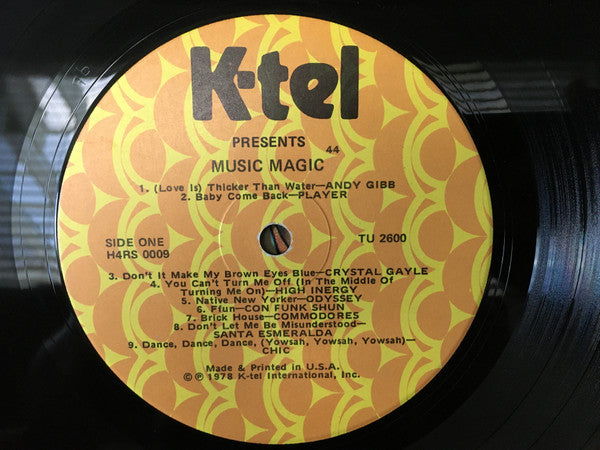 K-tel
PRESENTS
44
MUSIC MAGIC
1. (Love Is) Thicker Than Water—ANDY GIBB
2. Baby Come Back—PLAYER
SIDE ONE
H4RS 0009
TU 2600
3. Don't It Make My Brown Eyes Blue—CRYSTAL GAYLE
4. You Can't Turn Me Off (In The Middle Of
Turning Me On)—HIGH INERGY
5. Native New Yorker—ODYSSEY
6. Ffun—CON FUNK SHUN
7. Brick House—COMMODORES
8. Don't Let Me Be Misunderstood—
SANTA ESMERALDA
9. Dance, Dance, Dance, (Yowsah, Yowsah, Yowsah)—
CHIC
Made & Printed in U.S.A.
©℗ 1978 K-tel International, Inc.